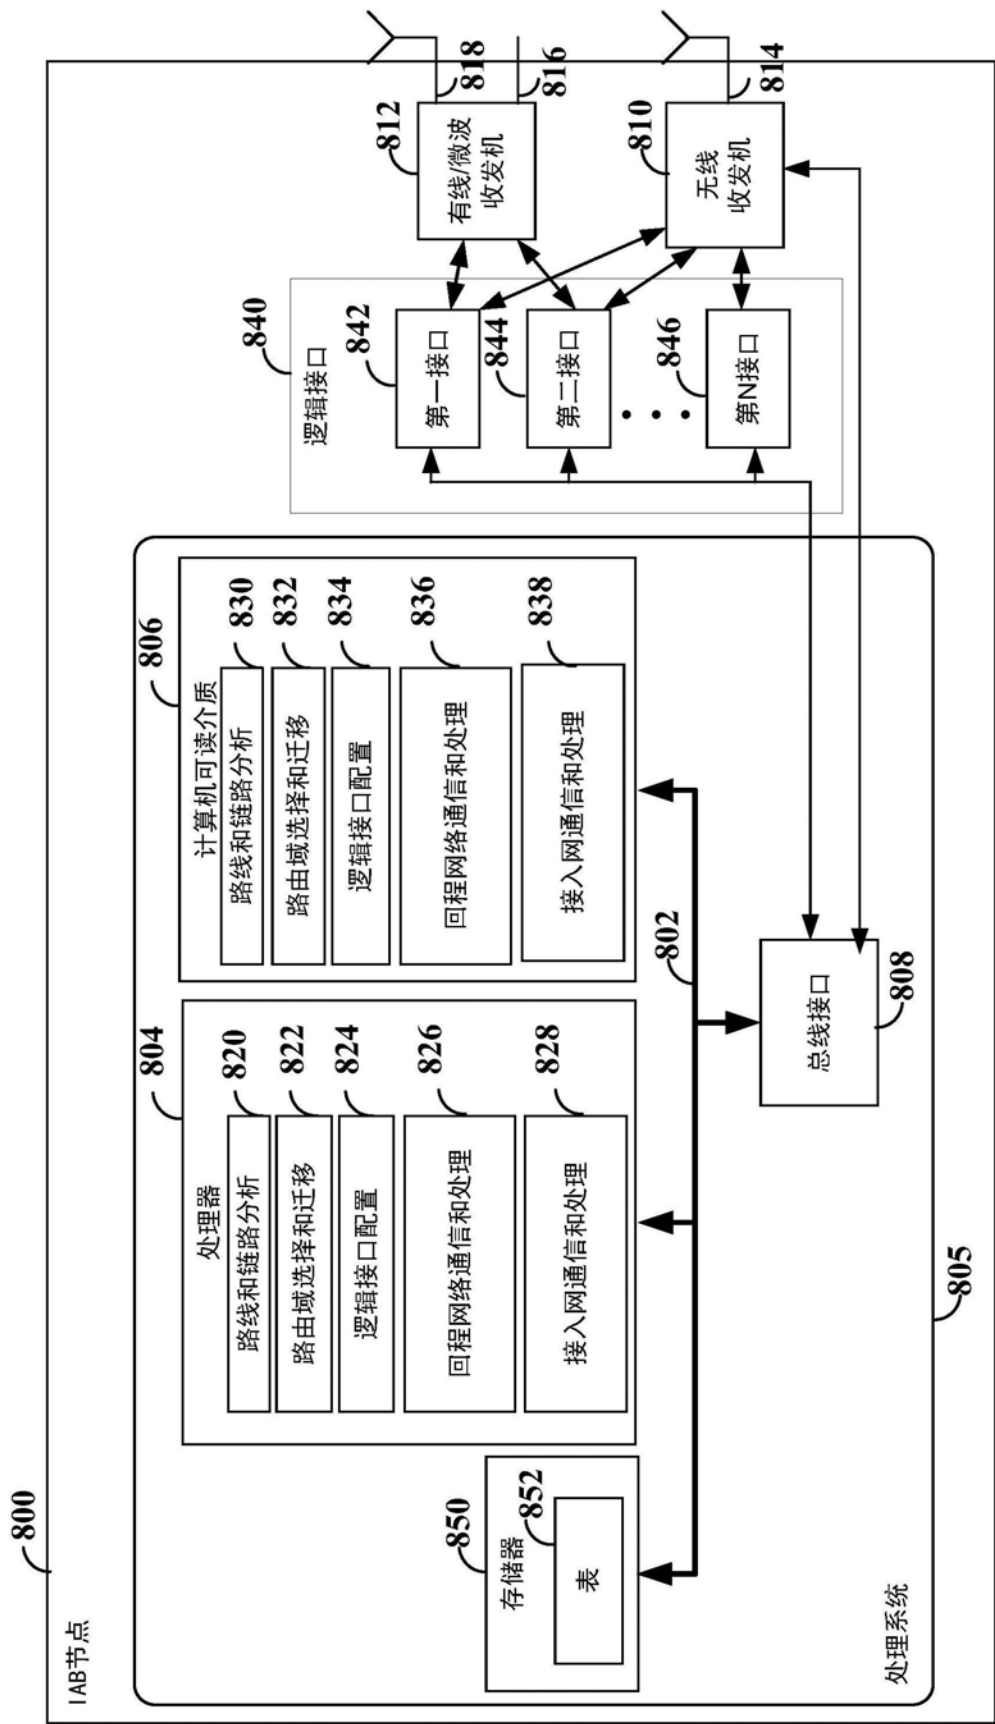 800
IAB节点
处理系统
805
850
存储器
852
表
804
处理器
路线和链路分析
820
路由域选择和迁移
822
逻辑接口配置
824
回程网络通信和处理
826
接入网通信和处理
828
806
计算机可读介质
路线和链路分析
830
路由域选择和迁移
832
逻辑接口配置
834
回程网络通信和处理
836
接入网通信和处理
838
802
总线接口
808
840
逻辑接口
842
第一接口
844
第二接口
846
第N接口
812
有线/微波
收发机
818
816
810
无线
收发机
814